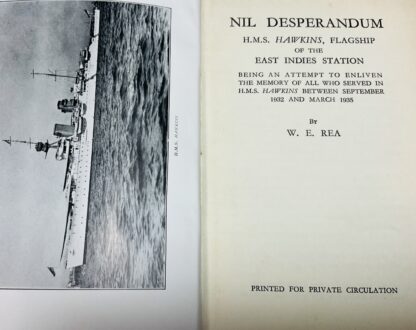 H.M.S. HAWKINS
NIL DESPERANDUM
H.M.S. HAWKINS, FLAGSHIP
OF THE
EAST INDIES STATION
BEING AN ATTEMPT TO ENLIVEN
THE MEMORY OF ALL WHO SERVED IN
H.M.S. HAWKINS BETWEEN SEPTEMBER
1932 AND MARCH 1935
BY
W. E. REA
PRINTED FOR PRIVATE CIRCULATION